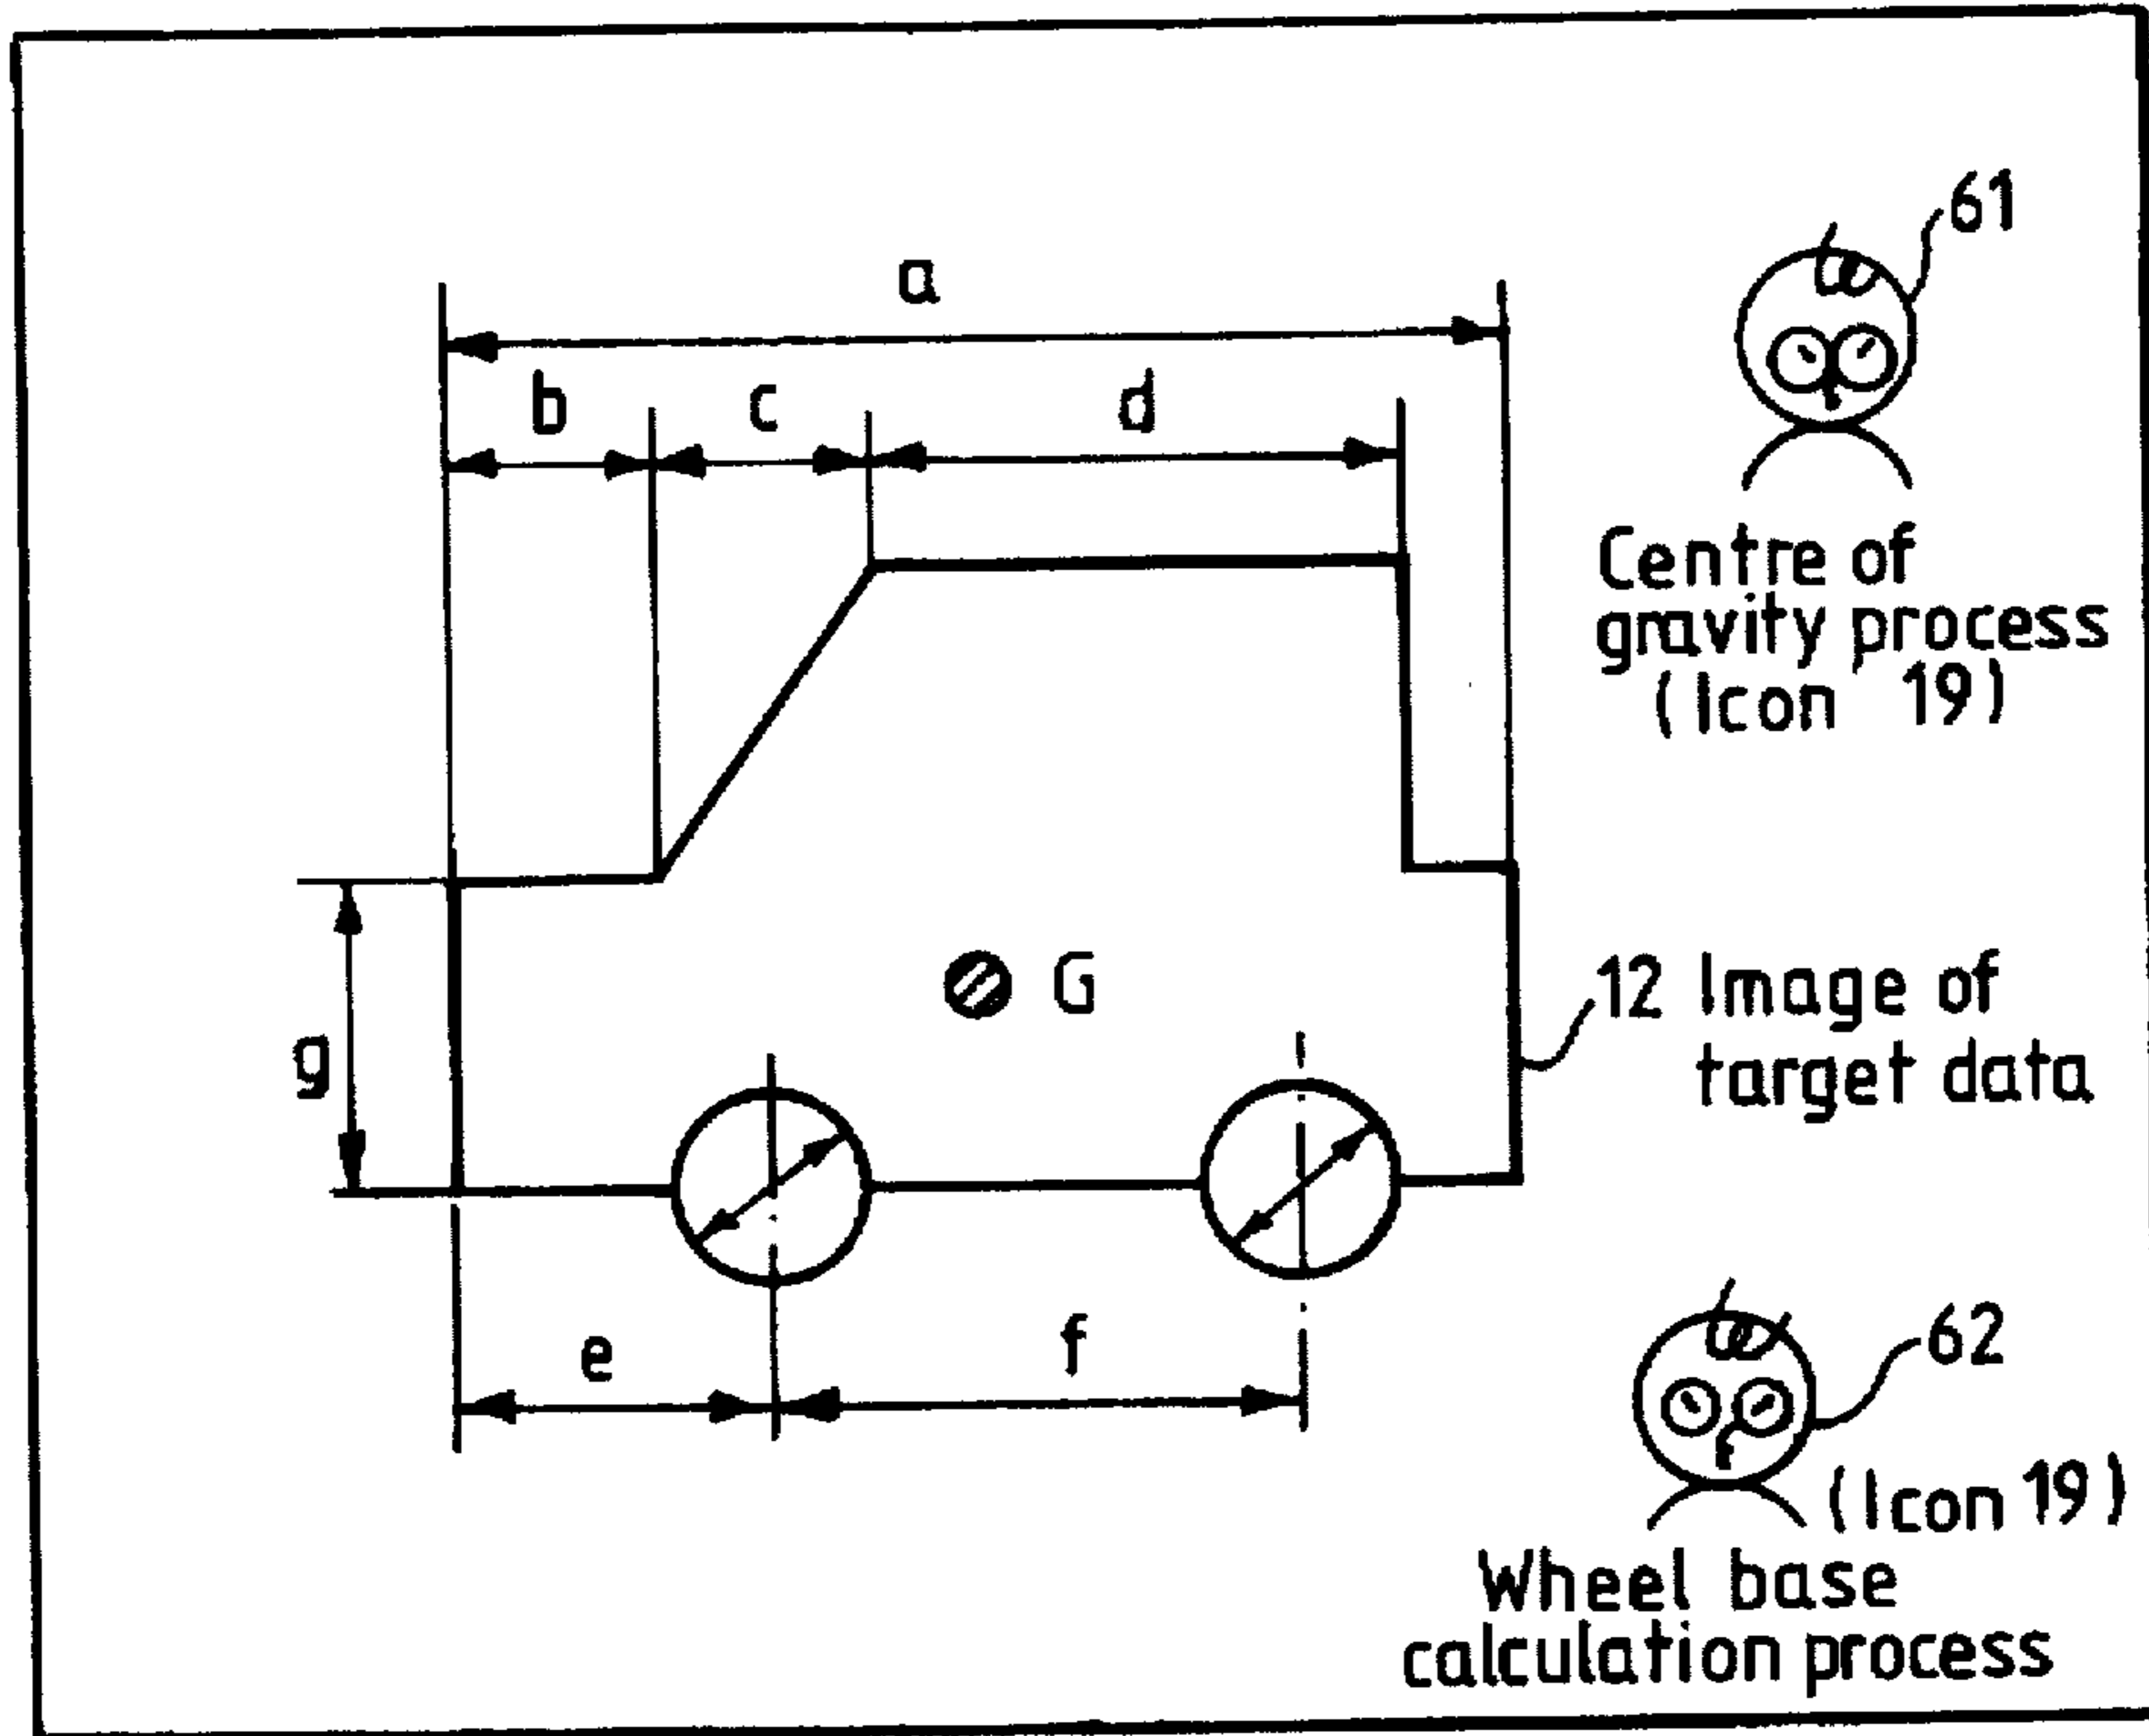 61
a
b c d
Centre of
gravity process
(Icon 19)
G
12 Image of
target data
g
e f
62
(Icon 19)
Wheel base
calculation process